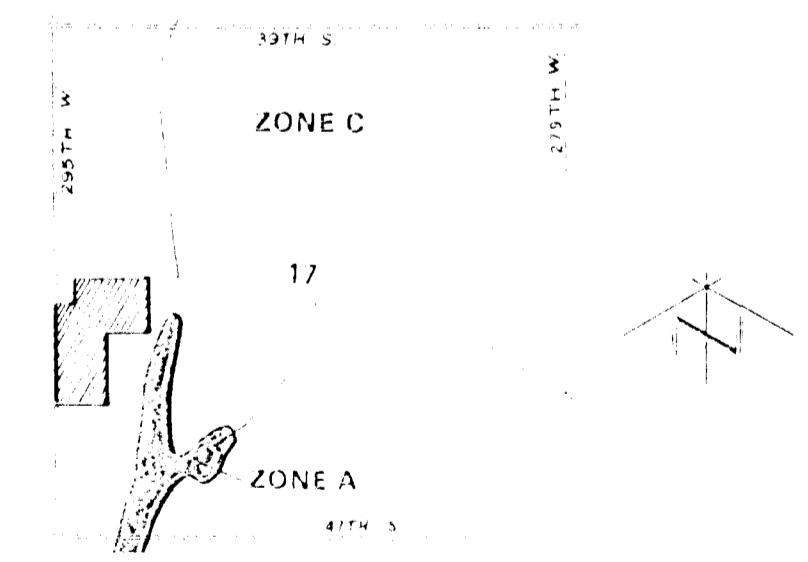 39TH S.
295TH W.
279TH W.
ZONE C
17
ZONE A
47TH S